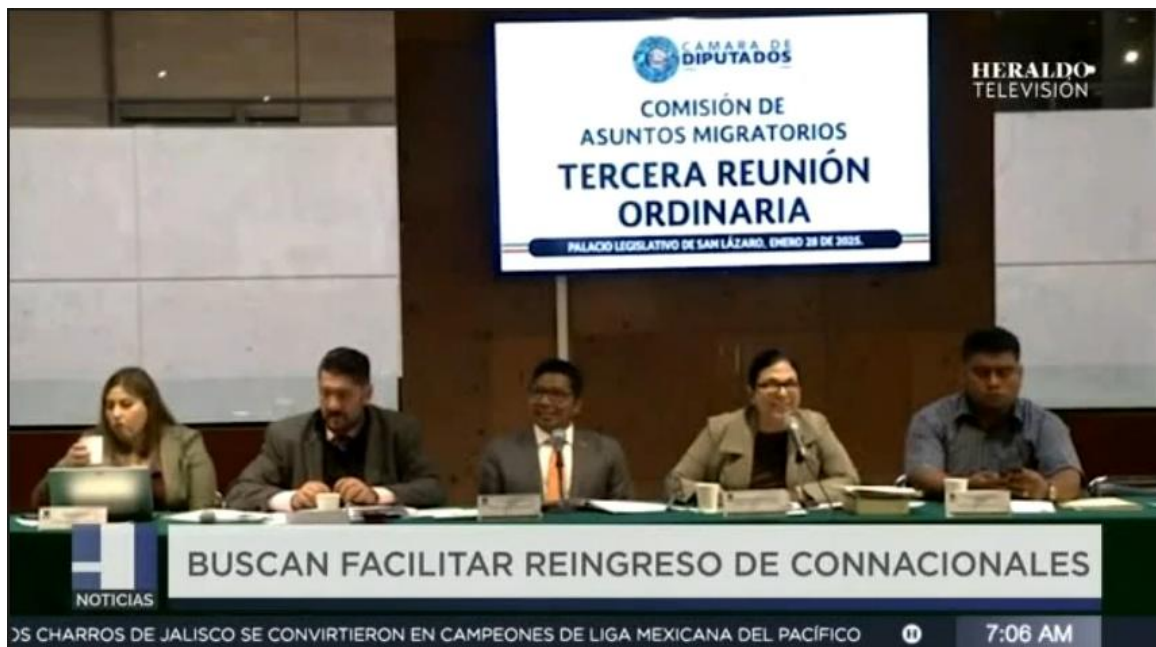 CÁMARA DE
DIPUTADOS
HERALDO
TELEVISIÓN
COMISIÓN DE
ASUNTOS MIGRATORIOS
TERCERA REUNIÓN
ORDINARIA
PALACIO LEGISLATIVO DE SAN LÁZARO, ENERO 28 DE 2025.
BUSCAN FACILITAR REINGRESO DE CONNACIONALES
NOTICIAS
OS CHARROS DE JALISCO SE CONVIRTIERON EN CAMPEONES DE LIGA MEXICANA DEL PACÍFICO
7:06 AM